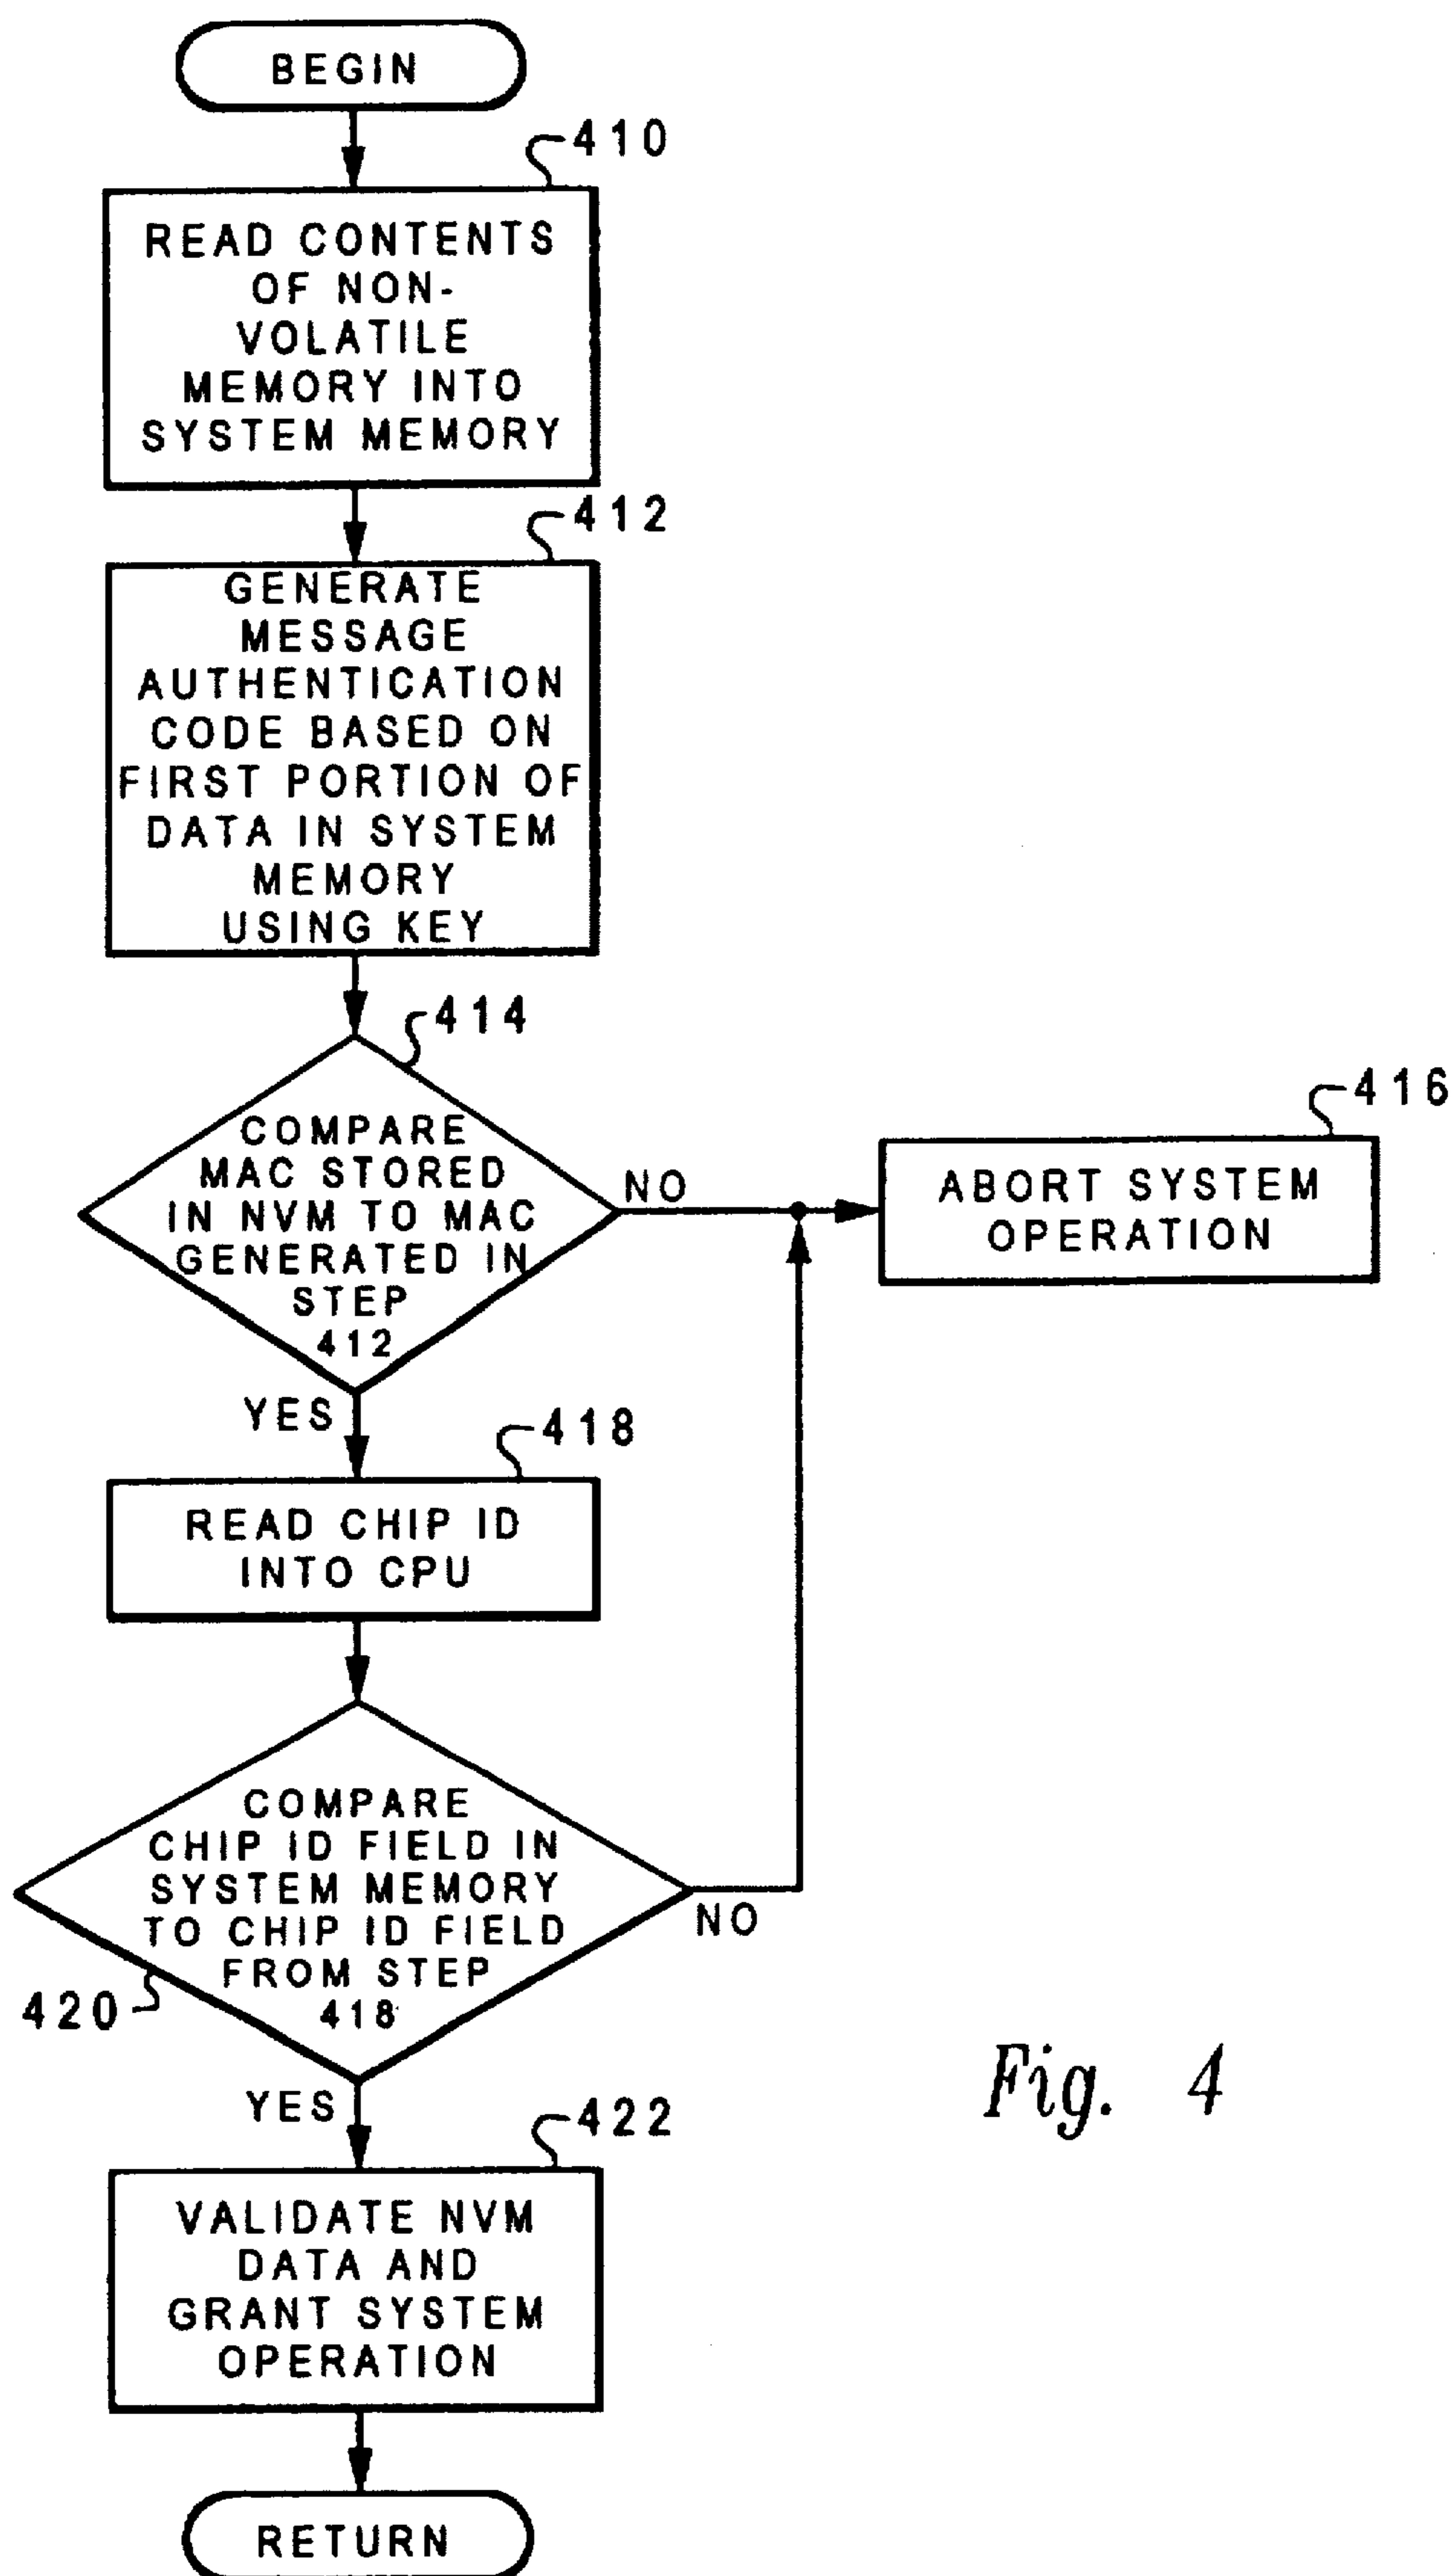 BEGIN
410
READ CONTENTS
OF NON-
VOLATILE
MEMORY INTO
SYSTEM MEMORY
412
GENERATE
MESSAGE
AUTHENTICATION
CODE BASED ON
FIRST PORTION OF
DATA IN SYSTEM
MEMORY
USING KEY
414
COMPARE
MAC STORED
IN NVM TO MAC
GENERATED IN
STEP
412
NO
416
ABORT SYSTEM
OPERATION
YES
418
READ CHIP ID
INTO CPU
COMPARE
CHIP ID FIELD IN
SYSTEM MEMORY
TO CHIP ID FIELD
FROM STEP
418
NO
420
YES
422
VALIDATE NVM
DATA AND
GRANT SYSTEM
OPERATION
RETURN
Fig. 4